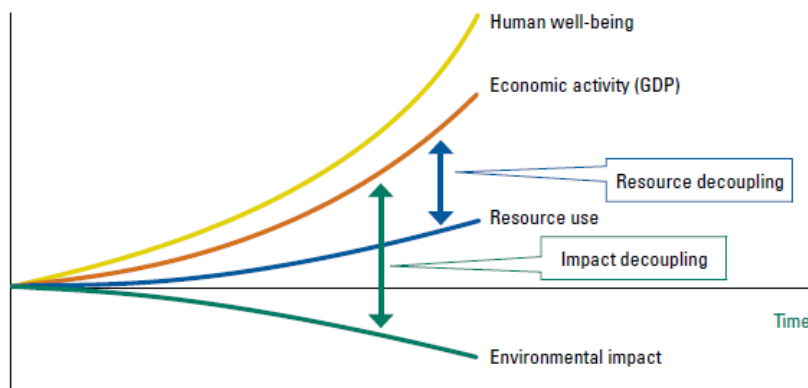 Human well-being
Economic activity (GDP)
Resource decoupling
Resource use
Impact decoupling
Time
Environmental impact